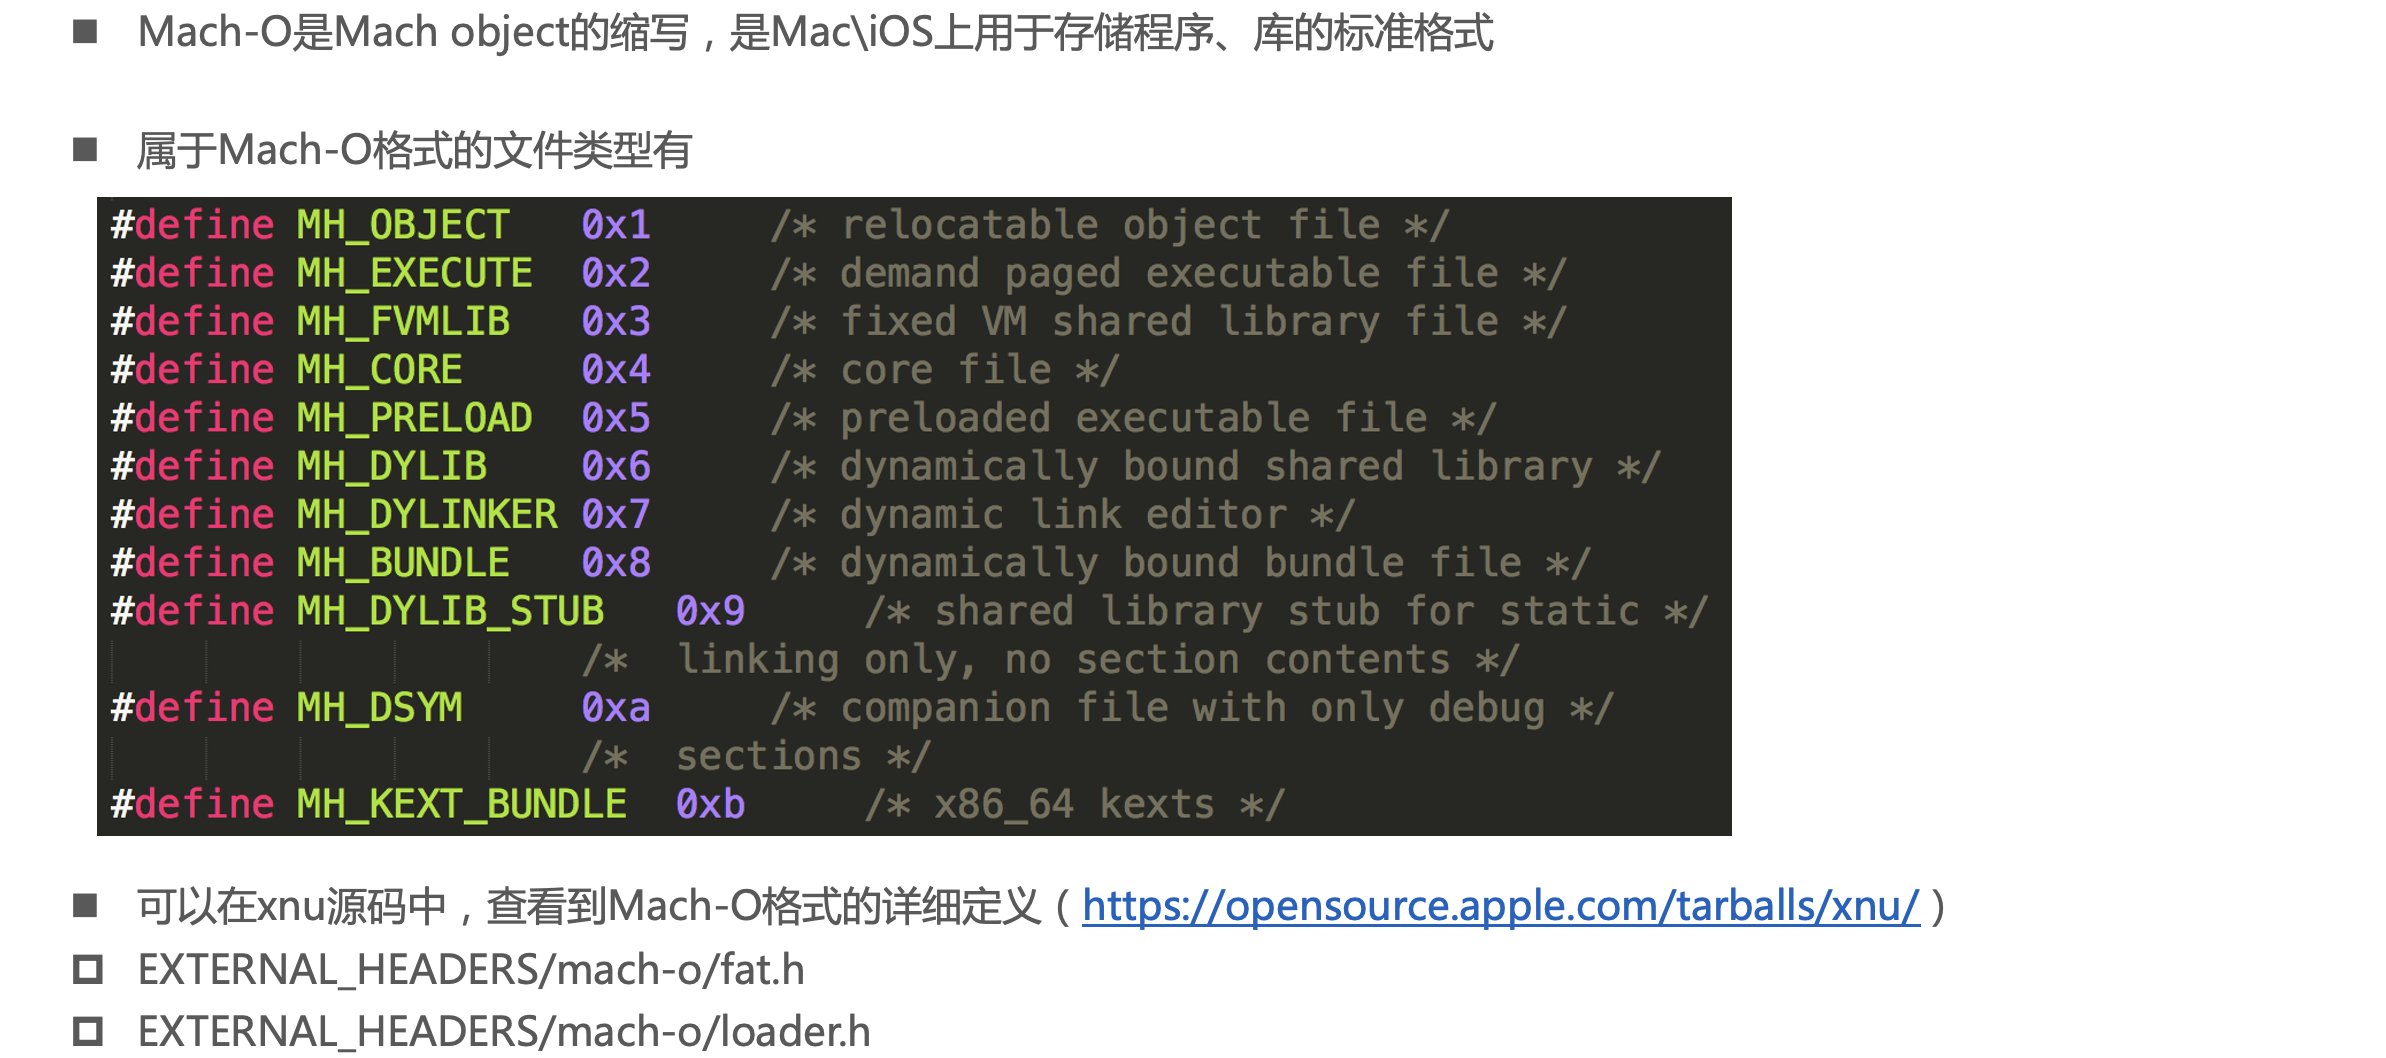 ■ Mach-O是Mach object的缩写，是Mac\iOS上用于存储程序、库的标准格式
■ 属于Mach-O格式的文件类型有
#define MH_OBJECT   0x1     /* relocatable object file */
#define MH_EXECUTE  0x2     /* demand paged executable file */
#define MH_FVMLIB   0x3     /* fixed VM shared library file */
#define MH_CORE     0x4     /* core file */
#define MH_PRELOAD  0x5     /* preloaded executable file */
#define MH_DYLIB    0x6     /* dynamically bound shared library */
#define MH_DYLINKER 0x7     /* dynamic link editor */
#define MH_BUNDLE   0x8     /* dynamically bound bundle file */
#define MH_DYLIB_STUB   0x9     /* shared library stub for static */
                    /*  linking only, no section contents */
#define MH_DSYM     0xa     /* companion file with only debug */
                    /*  sections */
#define MH_KEXT_BUNDLE  0xb     /* x86_64 kexts */
■ 可以在xnu源码中，查看到Mach-O格式的详细定义（https://opensource.apple.com/tarballs/xnu/）
EXTERNAL_HEADERS/mach-o/fat.h
EXTERNAL_HEADERS/mach-o/loader.h